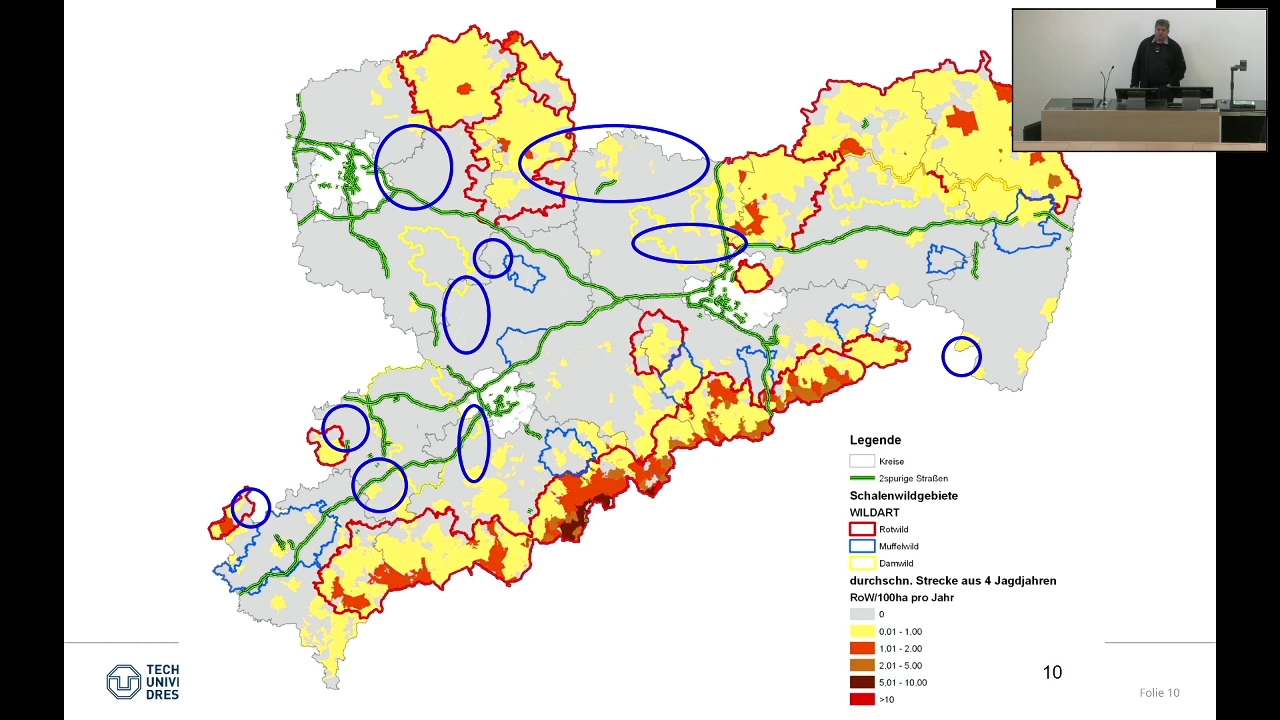 Legende
Kreise
2spurige Straßen
Schalenwildgebiete
WILDART
Rotwild
Muffelwild
Damwild
durchschn. Strecke aus 4 Jagdjahren
RoW/100ha pro Jahr
0
0,01 - 1.00
1.01 - 2.00
2,01 - 5.00
5,01 - 10.00
>10
TECH
UNIVI
DRES
10
Folie 10